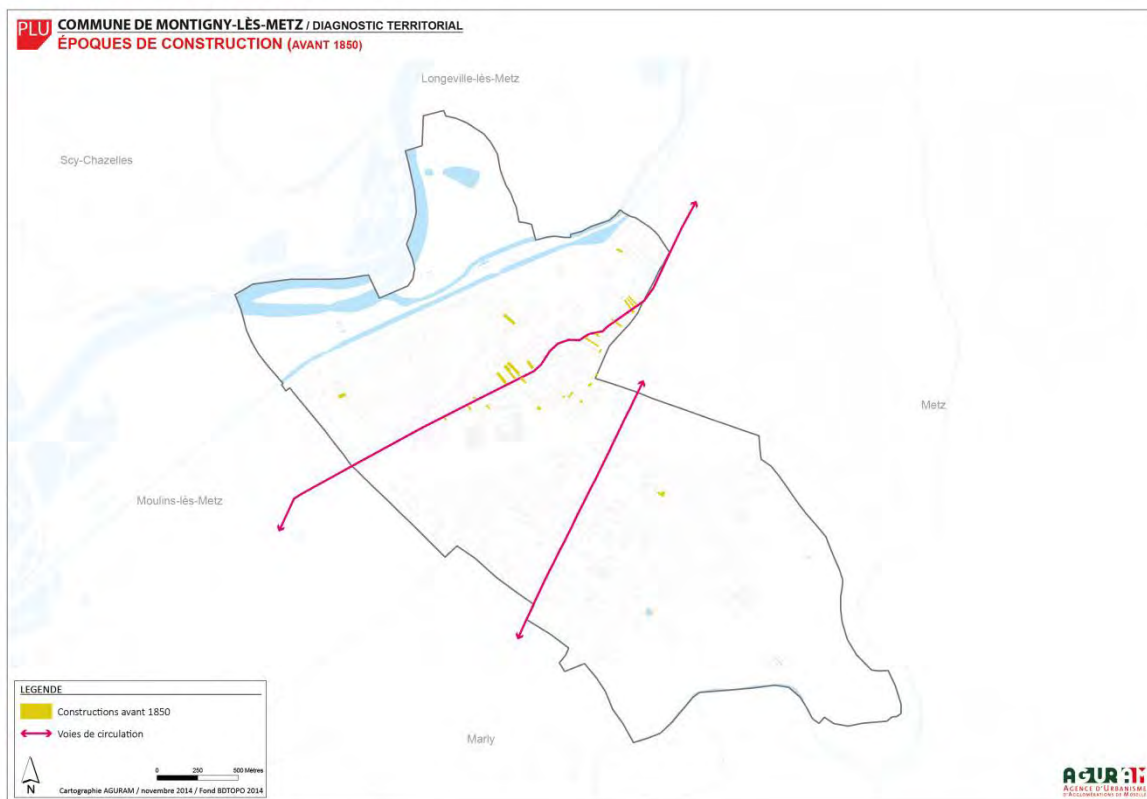 PLU
COMMUNE DE MONTIGNY-LÈS-METZ / DIAGNOSTIC TERRITORIAL
ÉPOQUES DE CONSTRUCTION (AVANT 1850)
Longeville-lès-Metz
Scy-Chazelles
Metz
Moulins-lès-Metz
Marly
LEGENDE
Constructions avant 1850
Voies de circulation
0 250 500 Mètres
N
Cartographie AGURAM / novembre 2014 / Fond BDTOPO 2014
AGURAM
AGENCE D'URBANISME
D'AGGLOMÉRATIONS DE MOSELLE